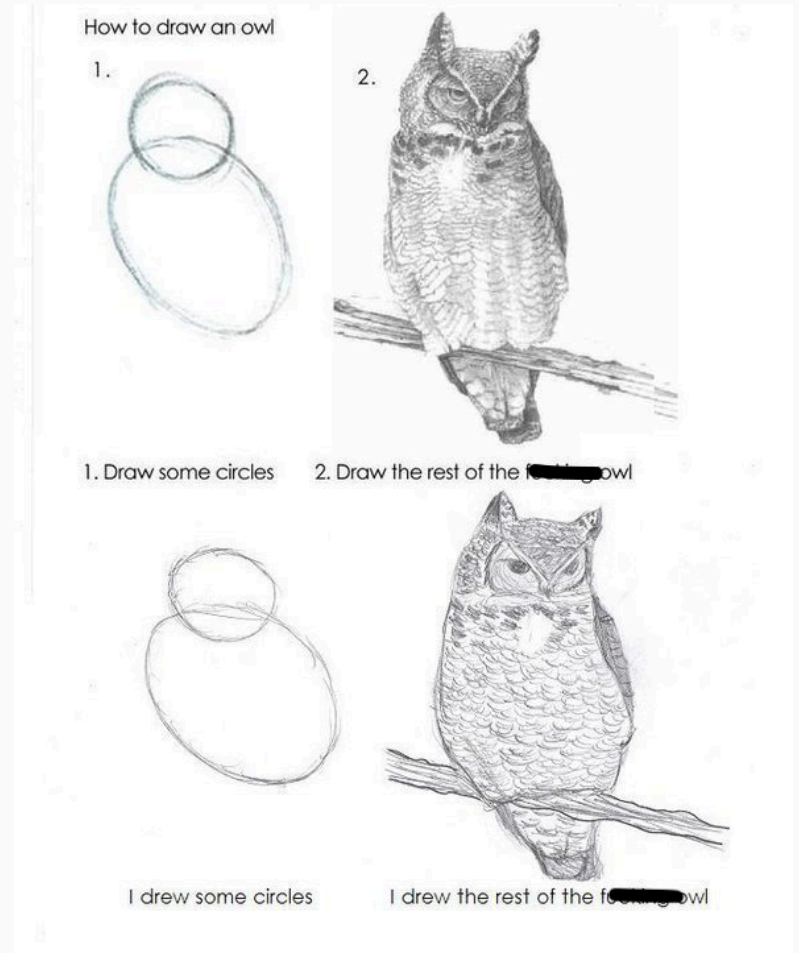 How to draw an owl
1.
2.
1. Draw some circles
2. Draw the rest of the owl
I drew some circles
I drew the rest of the owl